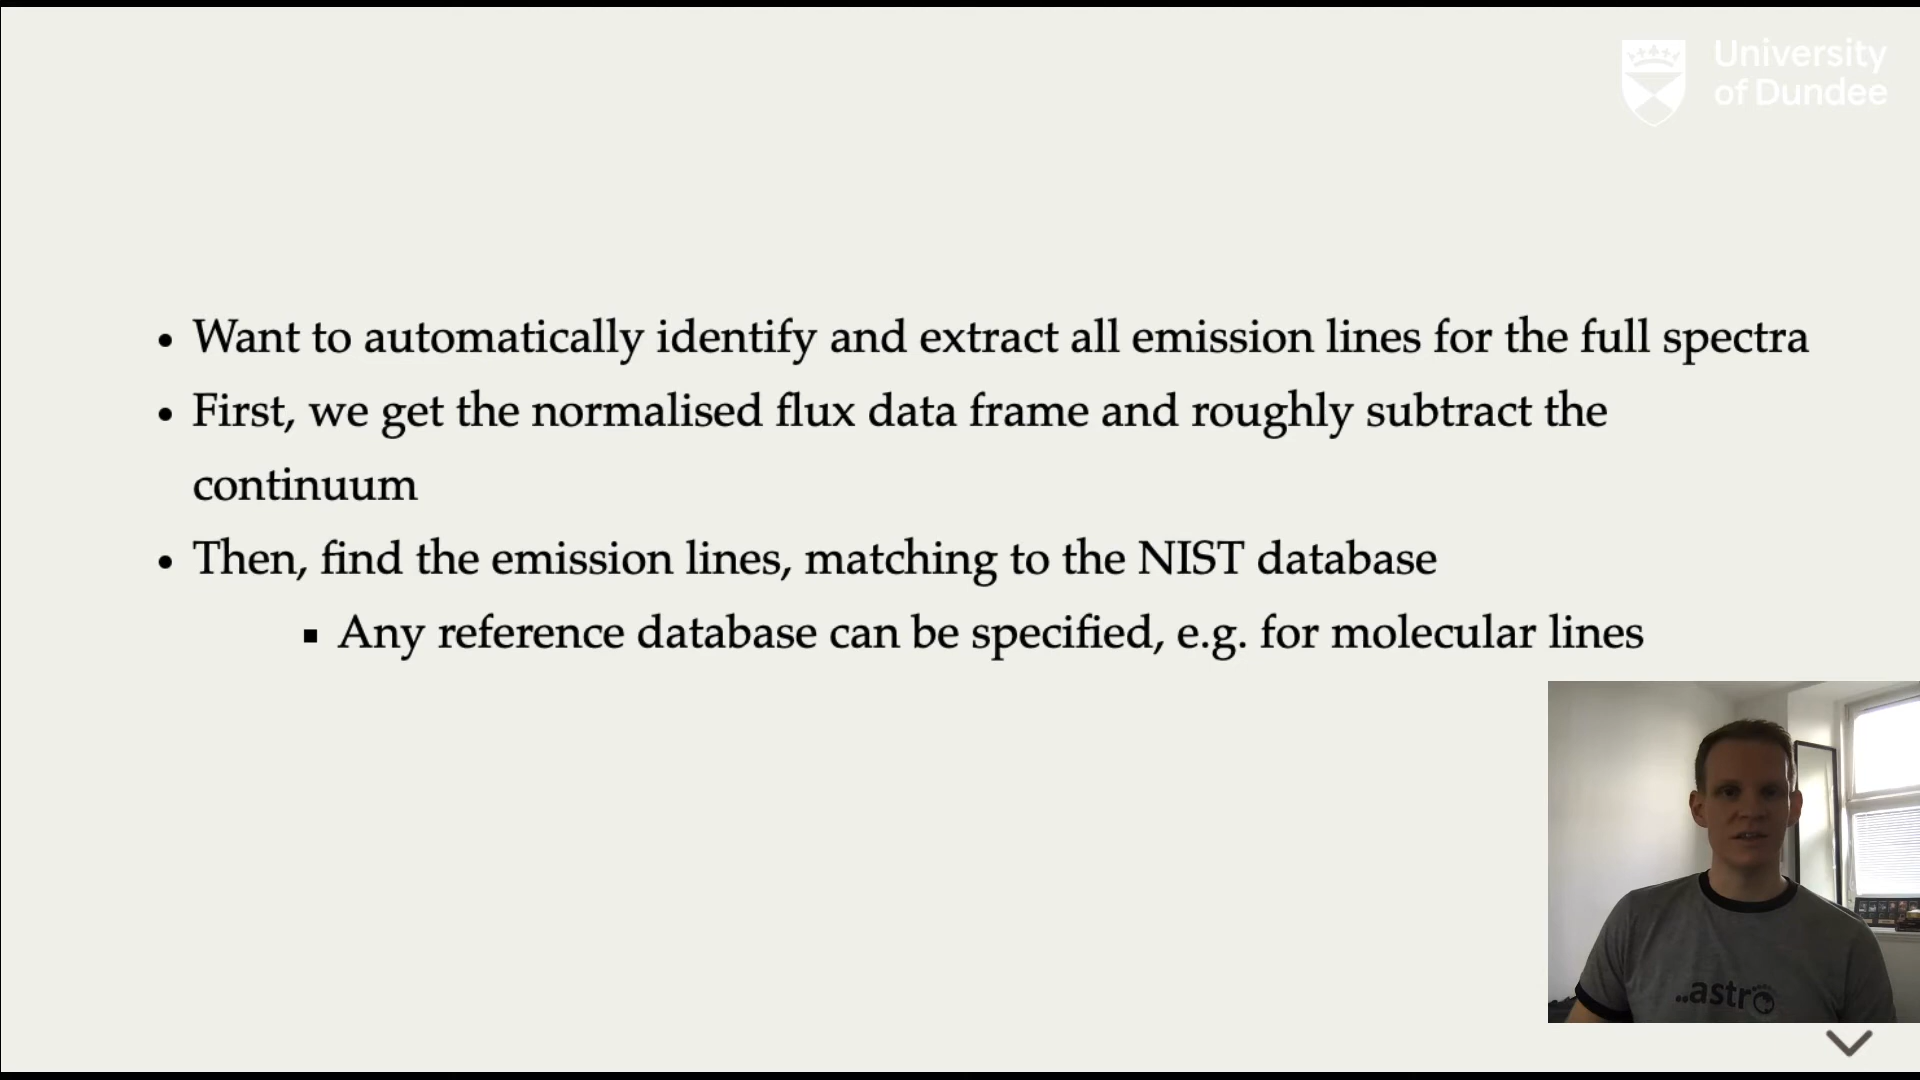 University
of Dundee
• Want to automatically identify and extract all emission lines for the full spectra
• First, we get the normalised flux data frame and roughly subtract the
continuum
• Then, find the emission lines, matching to the NIST database
▪ Any reference database can be specified, e.g. for molecular lines
..astro